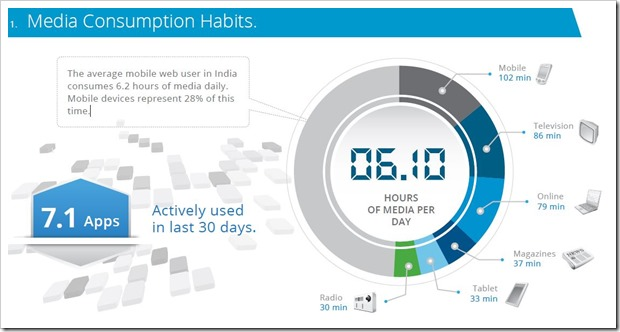 1. Media Consumption Habits.
The average mobile web user in India
consumes 6.2 hours of media daily.
Mobile devices represent 28% of this
time.
Mobile
102 min
Television
86 min
Online
79 min
Magazines
37 min
Tablet
33 min
Radio
30 min
06.10
HOURS
OF MEDIA PER
DAY
7.1 Apps
Actively used
in last 30 days.